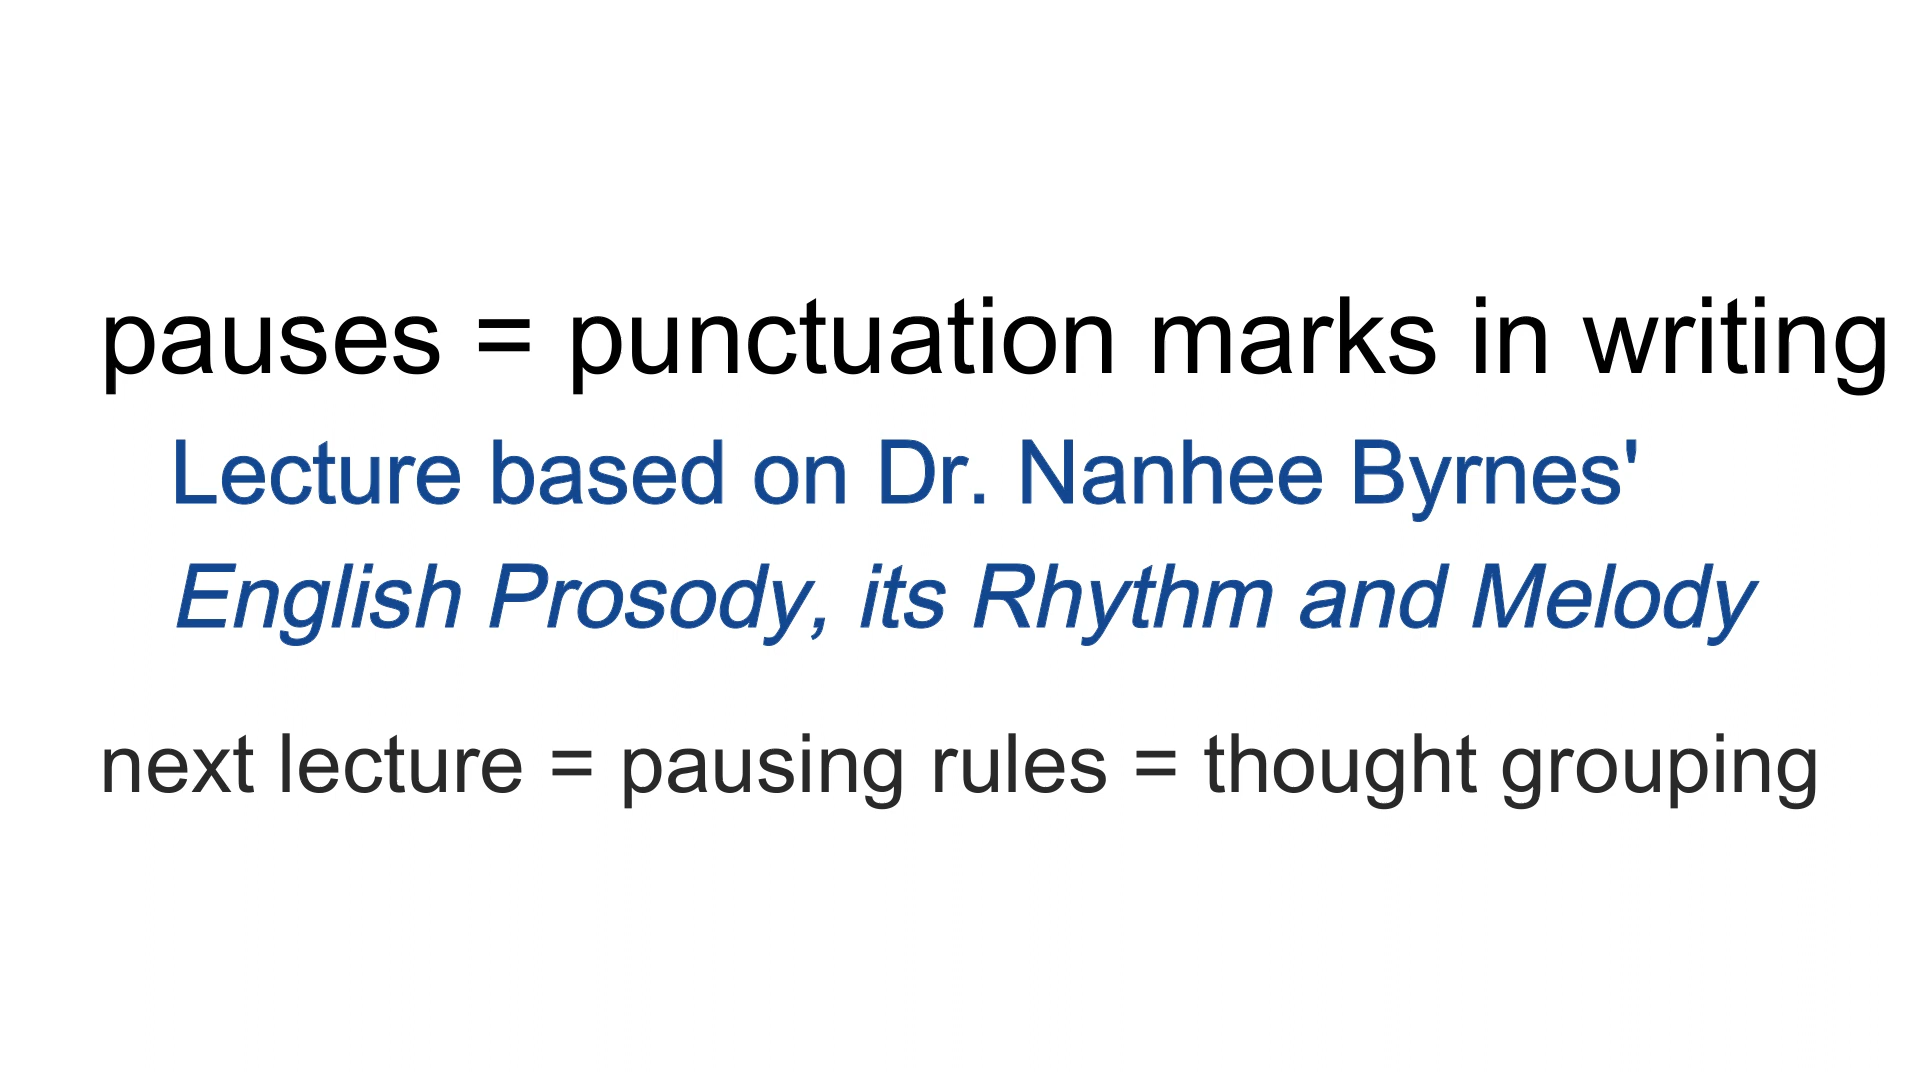 pauses = punctuation marks in writing
Lecture based on Dr. Nanhee Byrnes'
English Prosody, its Rhythm and Melody
next lecture = pausing rules = thought grouping